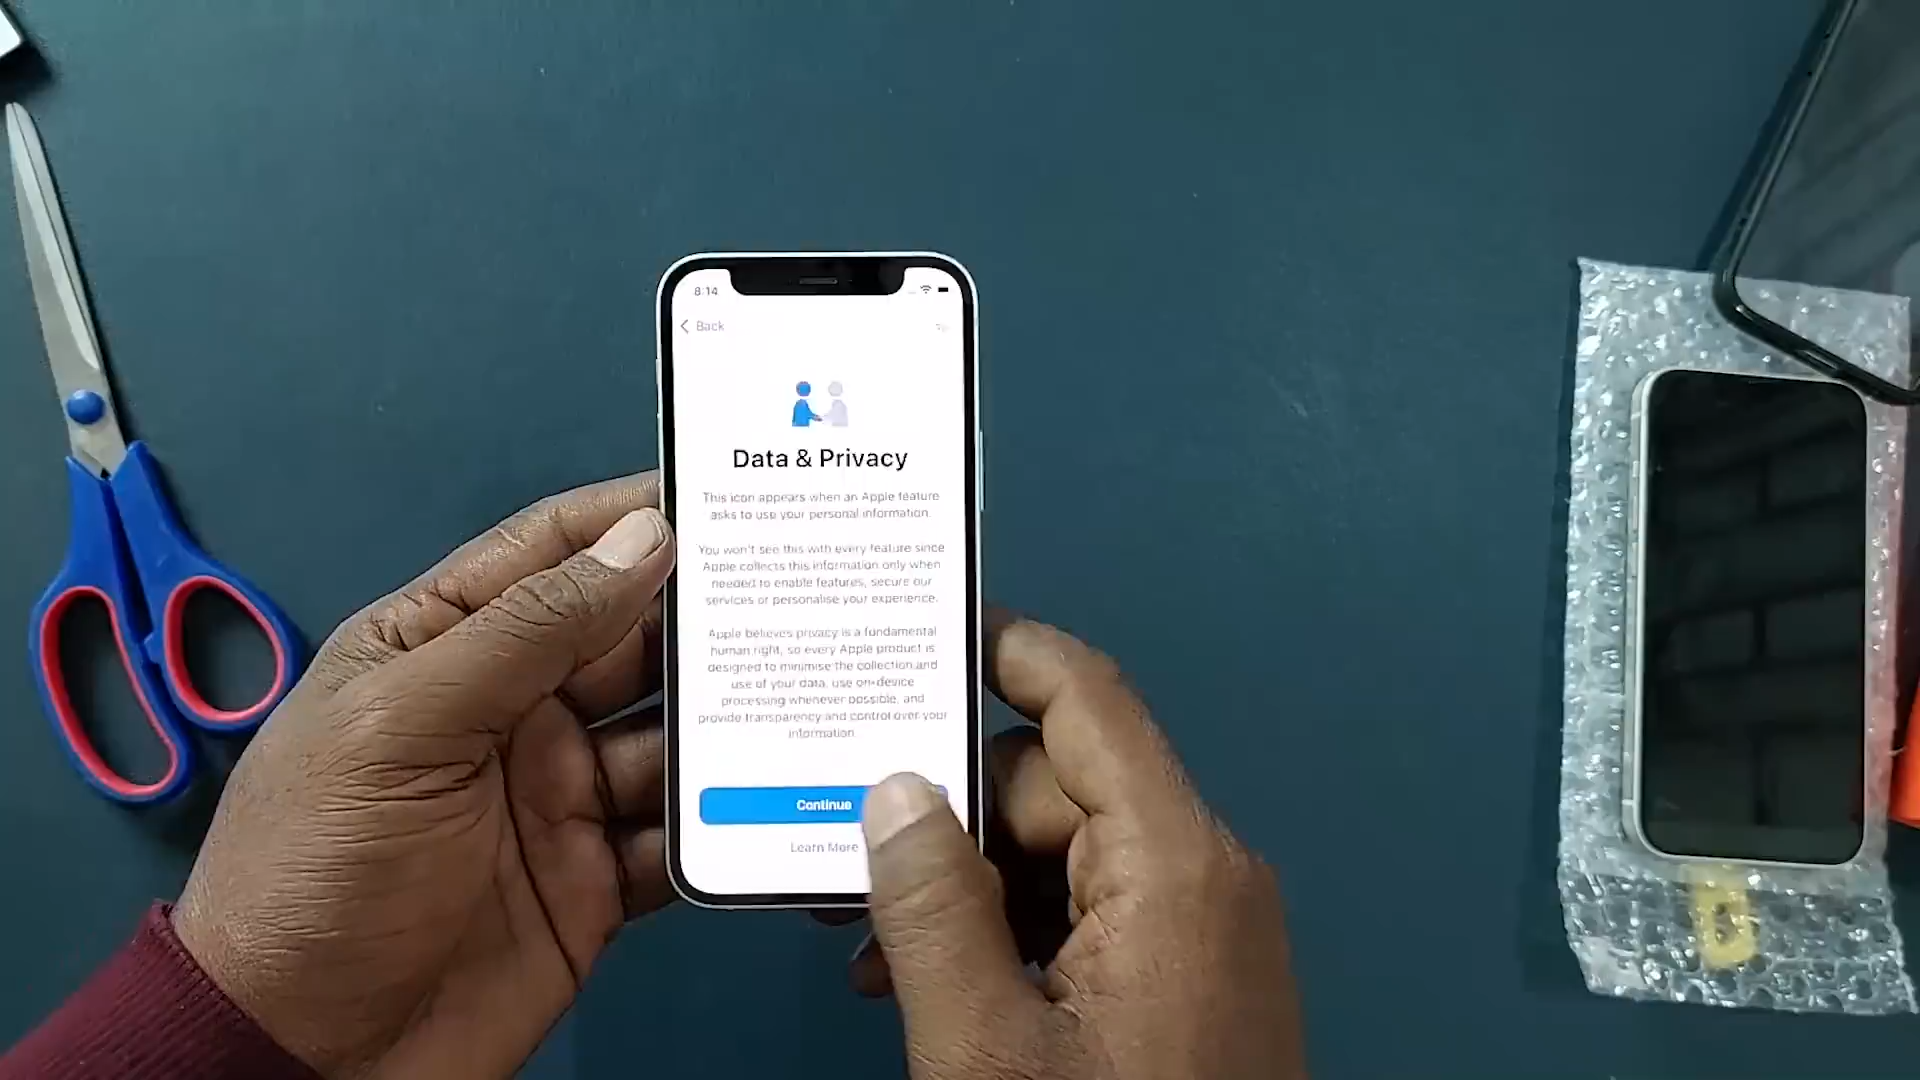 8:14
Back
Data & Privacy
This icon appears when an Apple feature
asks to use your personal information.
You won't see this with every feature since
Apple collects this information only when
needed to enable features, secure our
services or personalise your experience.
Apple believes privacy is a fundamental
human right, so every Apple product is
designed to minimise the collection and
use of your data, use on-device
processing whenever possible, and
provide transparency and control over your
information.
Continue
Learn More